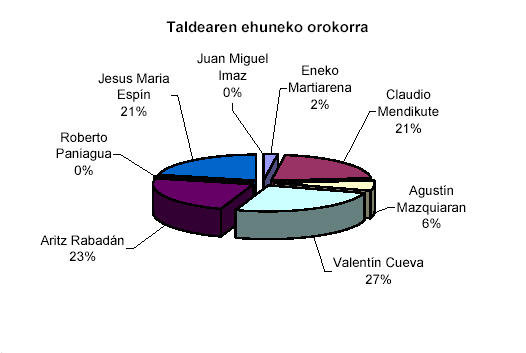 Taldearen ehuneko orokorra
Juan Miguel
Imaz
0%
Eneko
Martiarena
2%
Claudio
Mendikute
21%
Agustín
Mazquiaran
6%
Valentín Cueva
27%
Aritz Rabadán
23%
Roberto
Paniagua
0%
Jesus Maria
Espín
21%